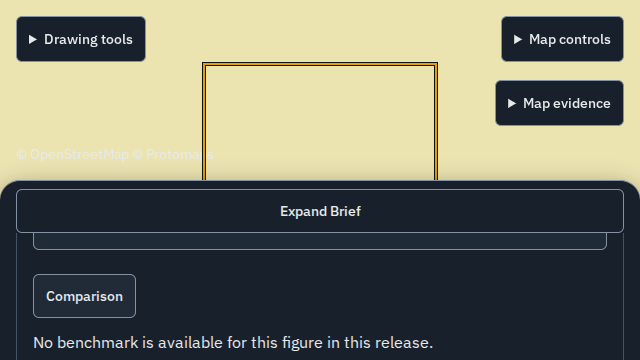 ▶ Drawing tools
▶ Map controls
▶ Map evidence
© OpenStreetMap © Protomaps
Expand Brief
Comparison
No benchmark is available for this figure in this release.